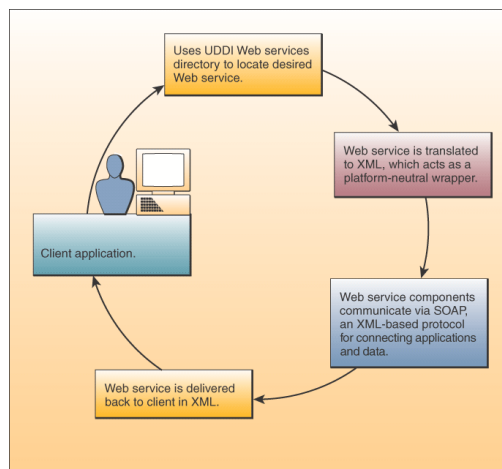 Uses UDDI Web services
directory to locate desired
Web service.
Web service is translated
to XML, which acts as a
platform-neutral wrapper.
Client application.
Web service components
communicate via SOAP,
an XML-based protocol
for connecting applications
and data.
Web service is delivered
back to client in XML.